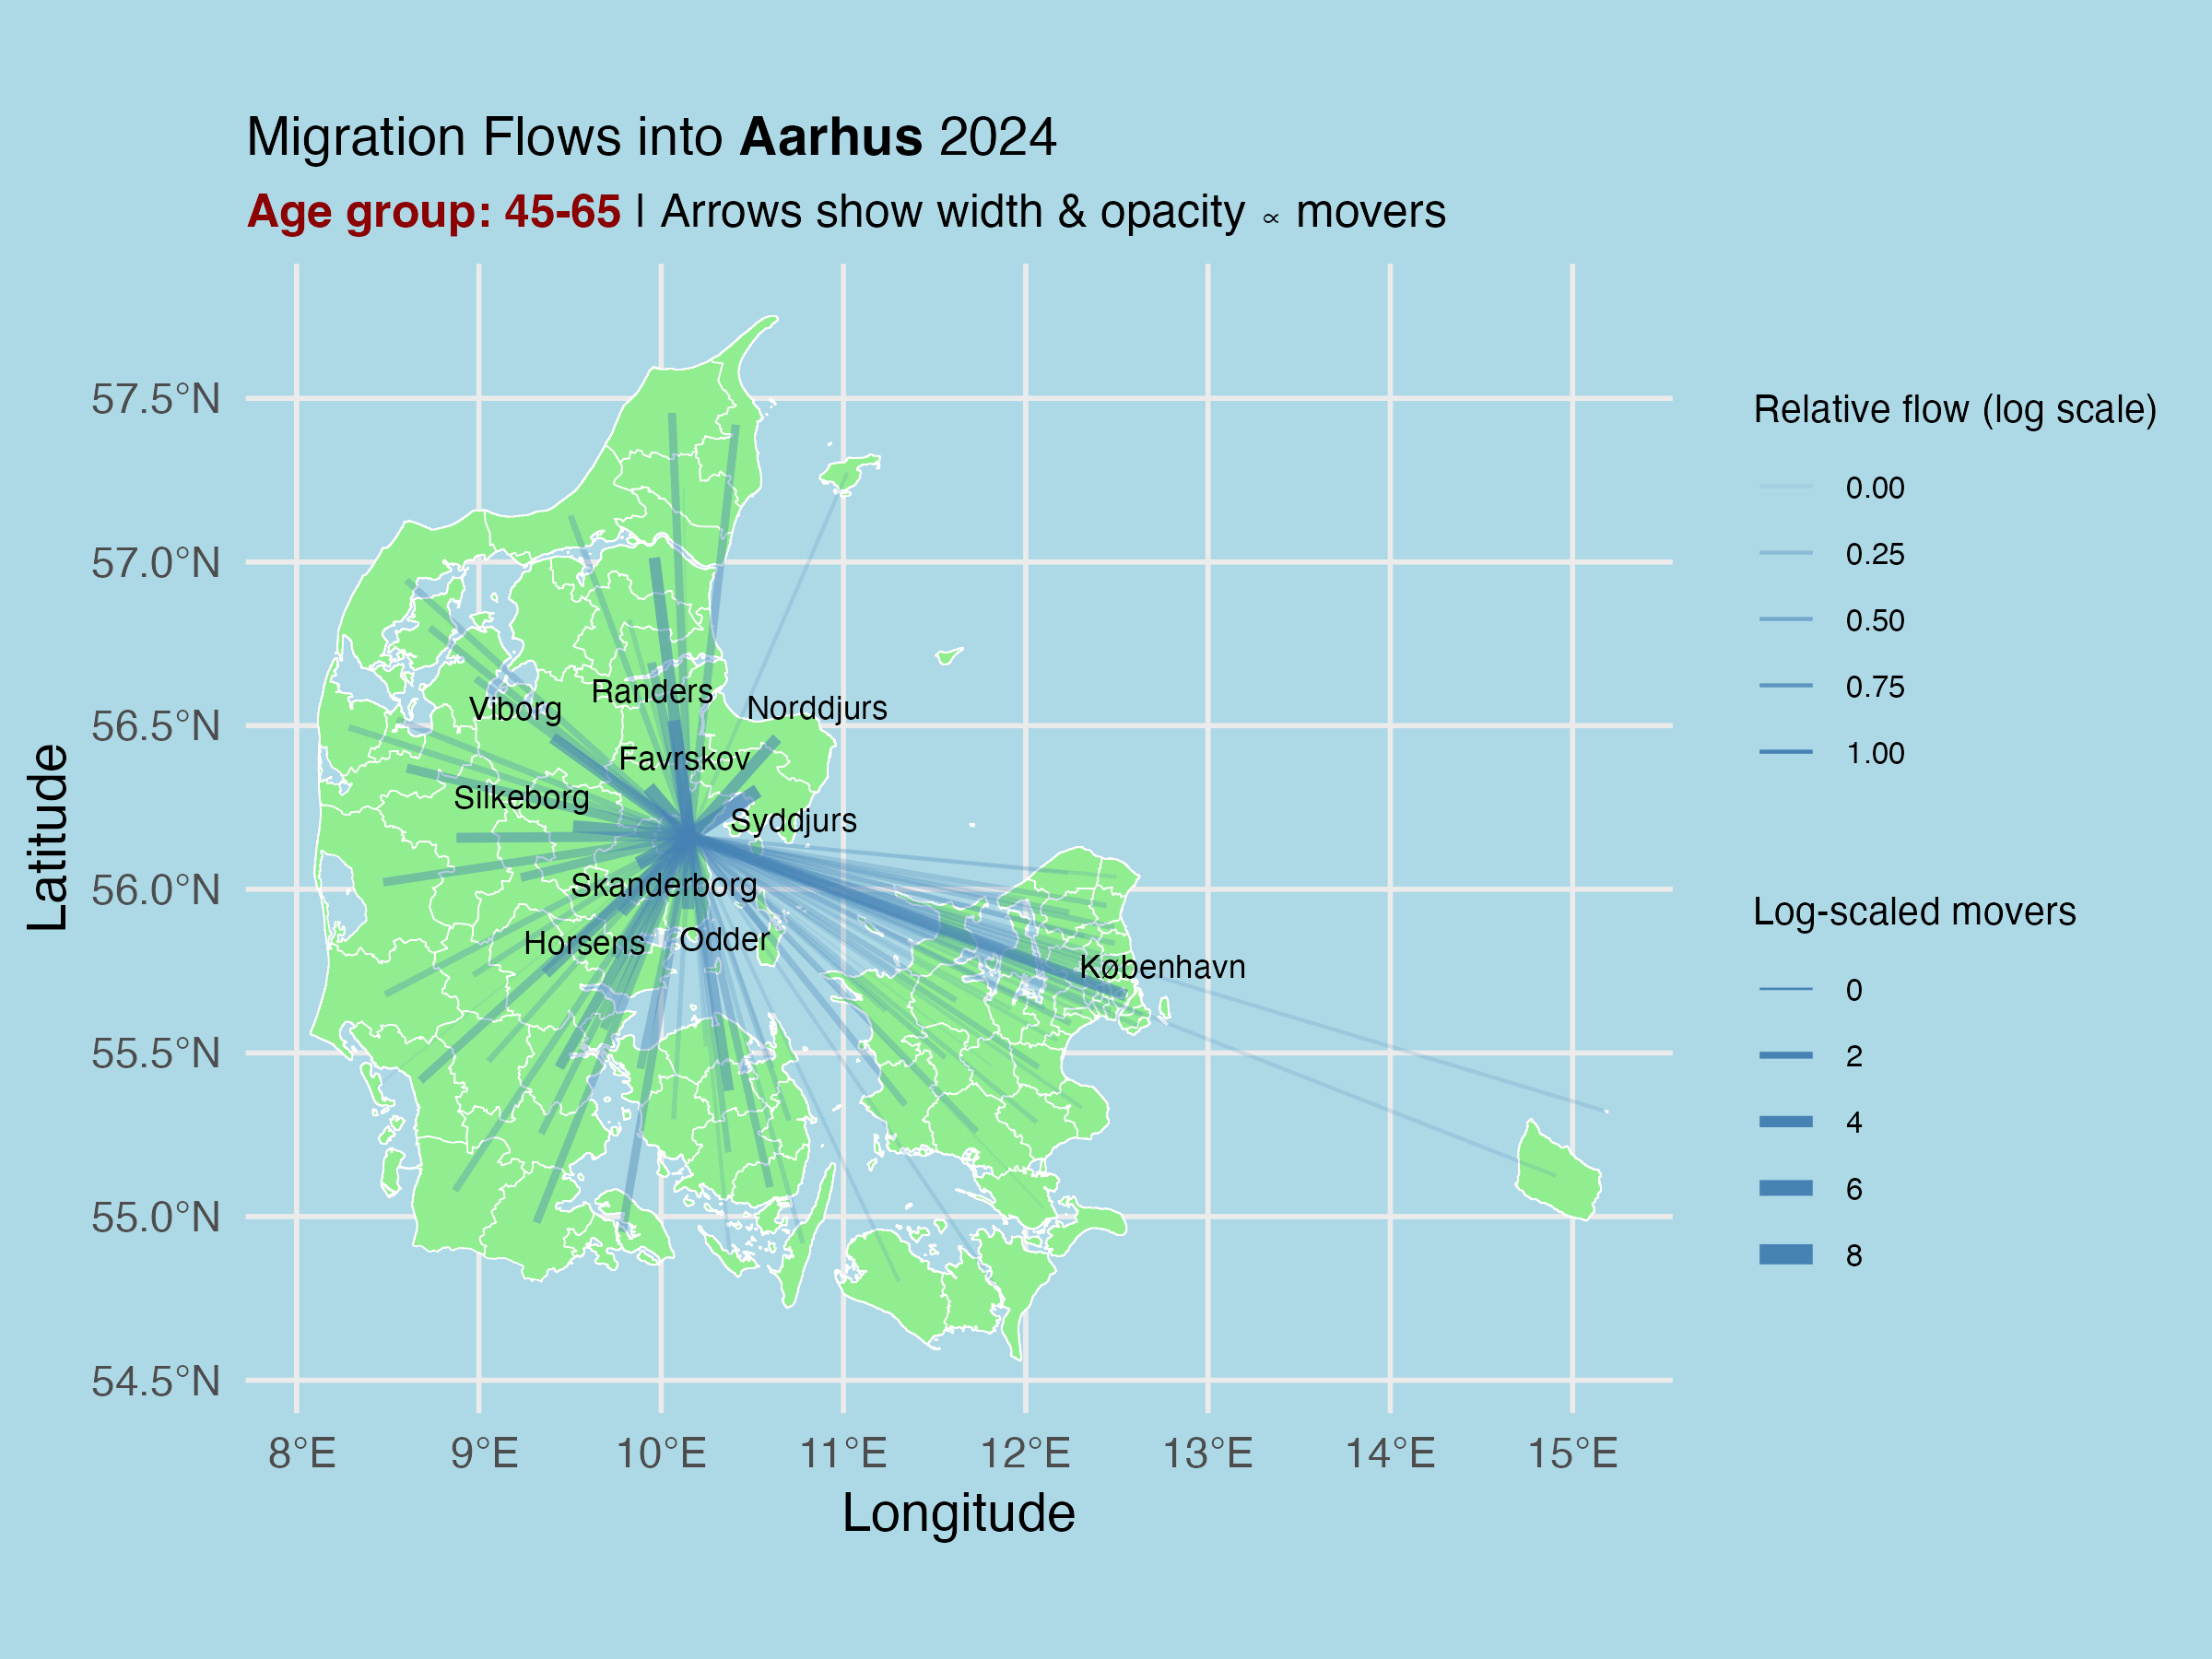 Migration Flows into Aarhus 2024
Age group: 45-65 | Arrows show width & opacity ∝ movers
57.5°N
57.0°N
56.5°N
56.0°N
55.5°N
55.0°N
54.5°N
Latitude
Randers
Viborg
Norddjurs
Favrskov
Silkeborg
Syddjurs
Skanderborg
Horsens
Odder
København
8°E
9°E
10°E
11°E
12°E
13°E
14°E
15°E
Longitude
Relative flow (log scale)
0.00
0.25
0.50
0.75
1.00
Log-scaled movers
0
2
4
6
8